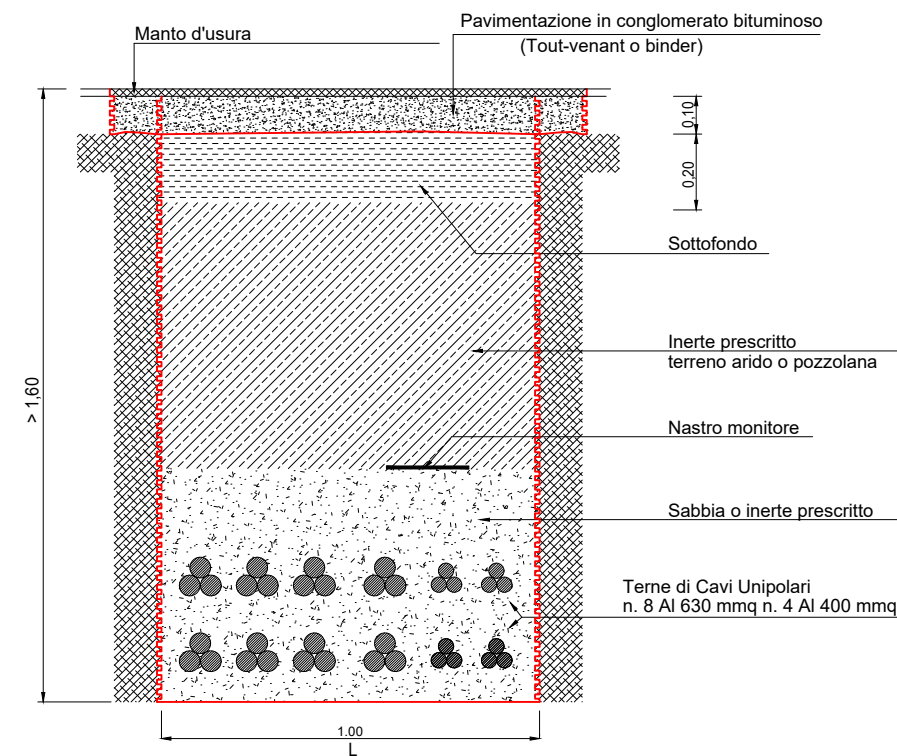 Pavimentazione in conglomerato bituminoso
Manto d'usura
(Tout-venant o binder)
0.10
0,20
Sottofondo
Inerte prescritto
terreno arido o pozzolana
> 1,60
Nastro monitore
Sabbia o inerte prescritto
Terne di Cavi Unipolari
n. 8 Al 630 mmq n. 4 Al 400 mmq
1.00
L